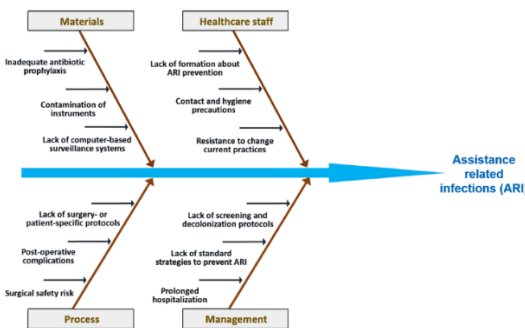 Materials
Healthcare staff
Inadequate antibiotic
prophylaxis
Contamination of
instruments
Lack of computer-based
surveillance systems
Lack of formation about
ARI prevention
Contact and hygiene
precautions
Resistance to change
current practices
Assistance
related
infections (ARI)
Lack of surgery- or
patient-specific protocols
Post-operative
complications
Surgical safety risk
Lack of screening and
decolonization protocols
Lack of standard
strategies to prevent ARI
Prolonged
hospitalization
Process
Management